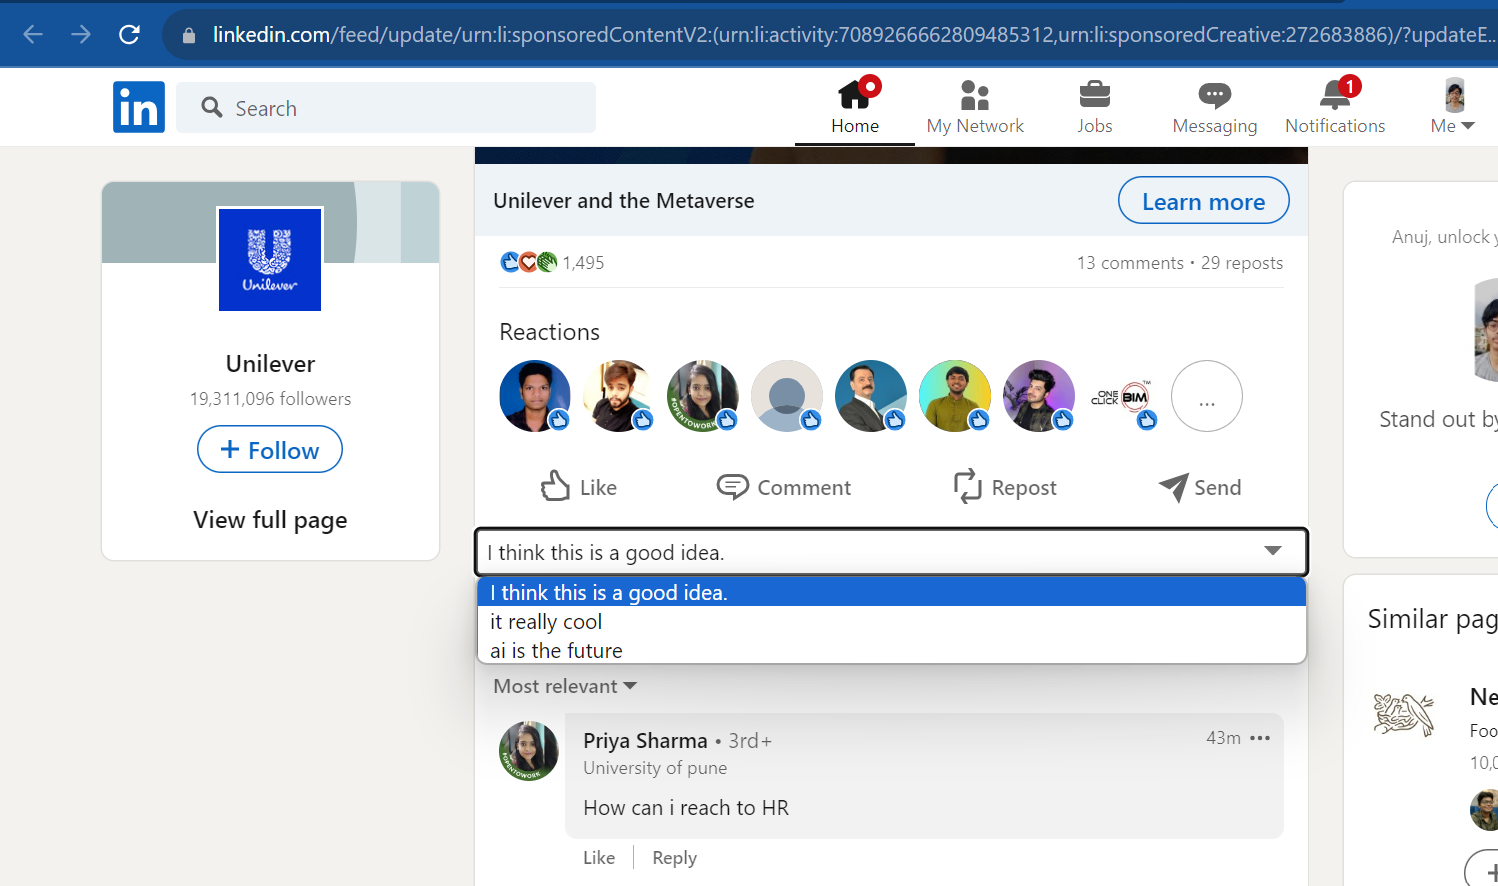 linkedin.com/feed/update/urn:li:sponsoredContentV2:(urn:li:activity:7089266662809485312,urn:li:sponsoredCreative:272683886)/?updateE...
in
Search
Home
My Network
Jobs
Messaging
1
Notifications
Me
Unilever
Unilever
19,311,096 followers
+ Follow
View full page
Unilever and the Metaverse
Learn more
1,495
13 comments • 29 reposts
Reactions
#OPENTOWORK
ONE CLICK BIM™
...
Like
Comment
Repost
Send
I think this is a good idea.
I think this is a good idea.
it really cool
ai is the future
Most relevant
#OPENTOWORK
Priya Sharma • 3rd+
43m
University of pune
How can i reach to HR
Like
Reply
Anuj, unlock y
Stand out by
Similar pag
Ne
Foo
10,0